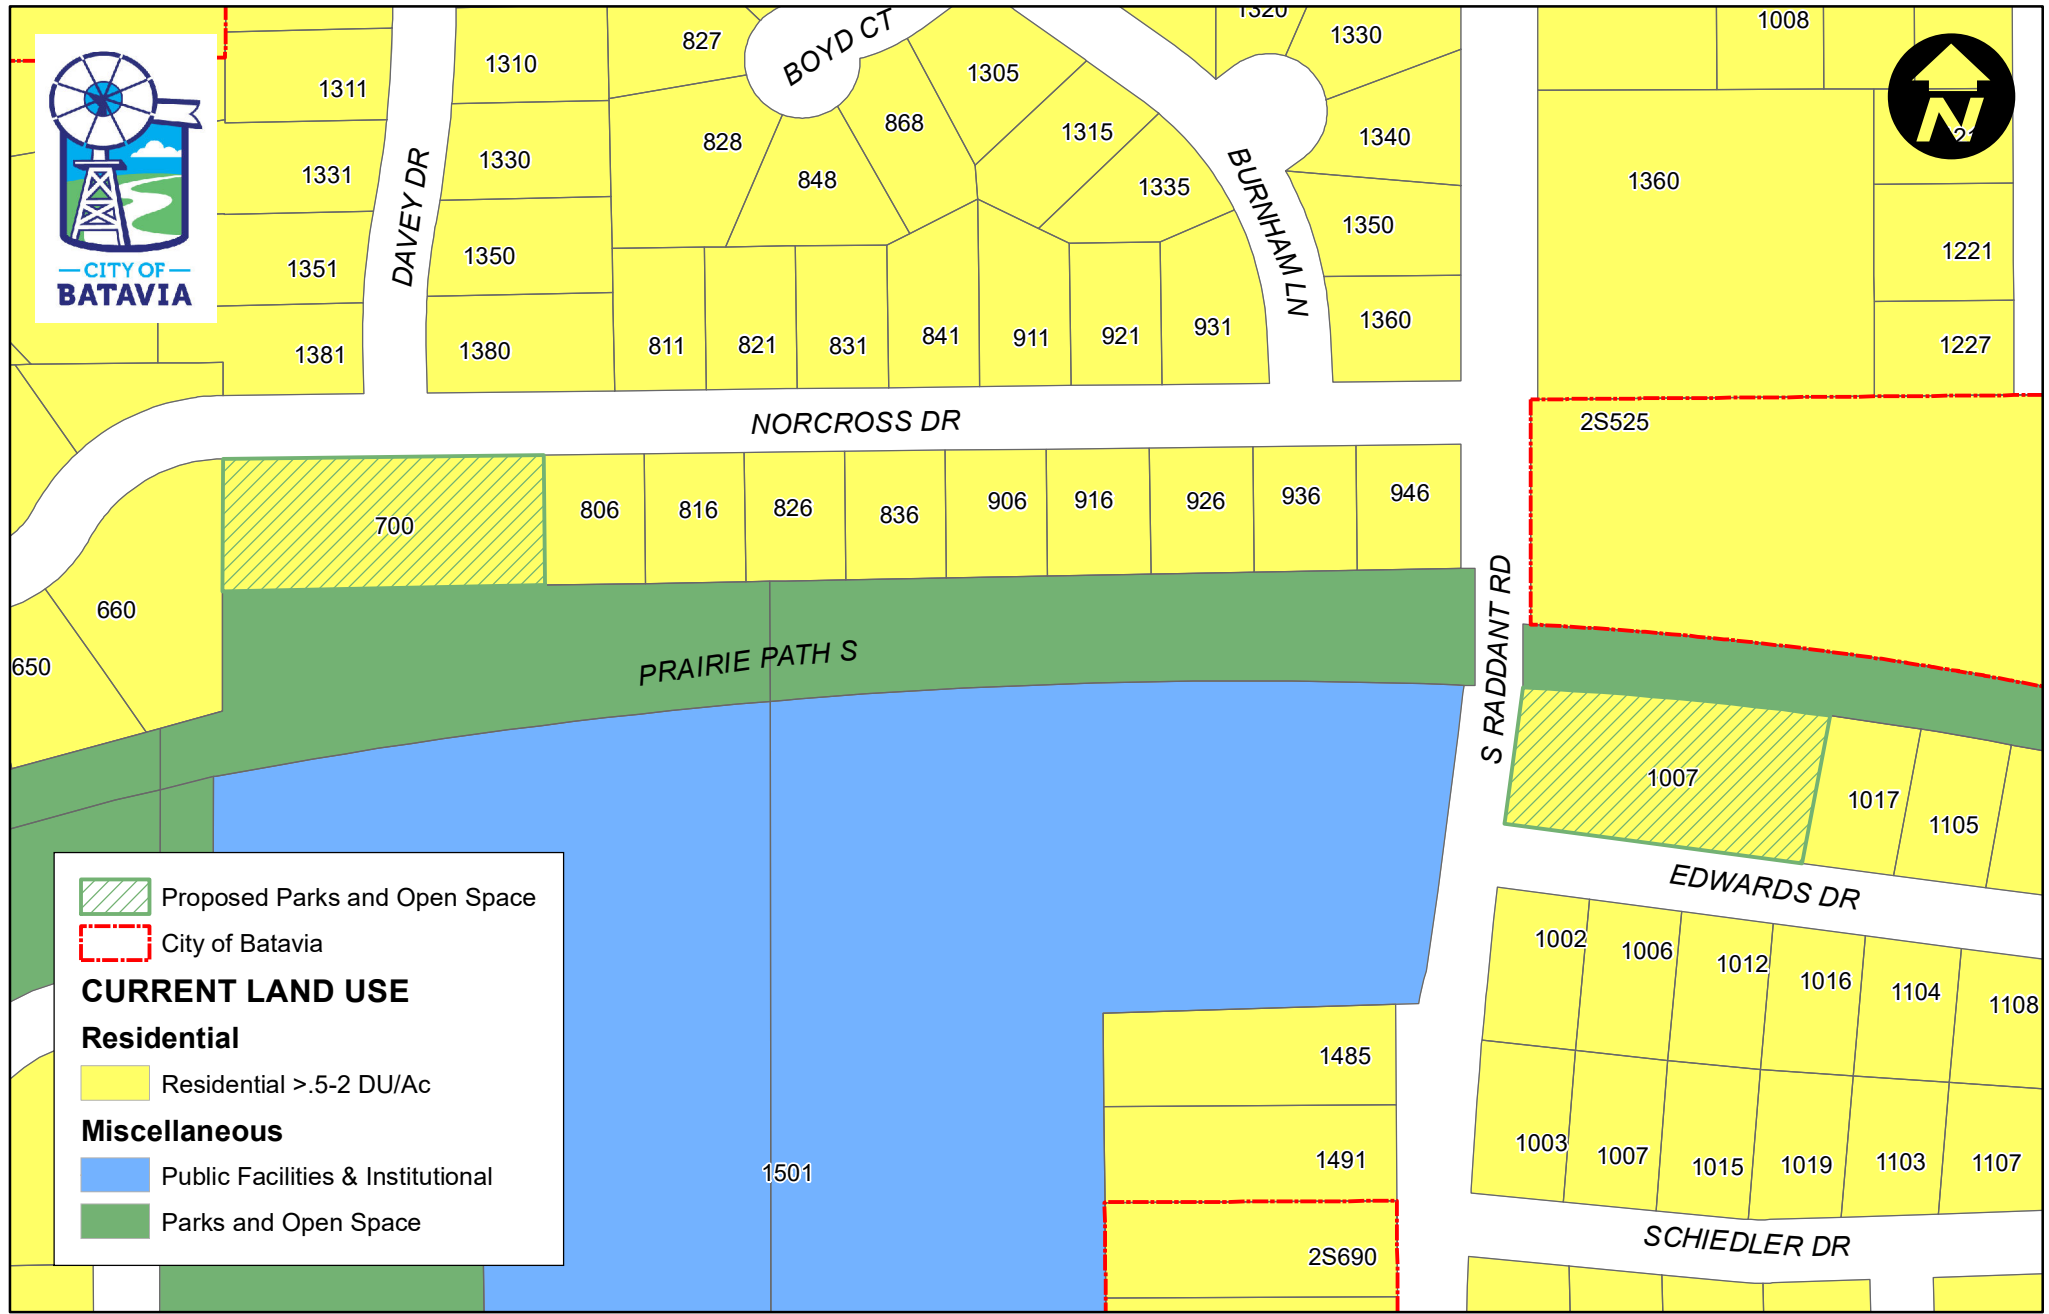 1320
1008
827
BOYD CT
1330
1310
1305
1311
868
1315
1340
828
1330
1331
848
1335
1360
DAVEY DR
BURNHAM LN
1350
1221
1350
1351
CITY OF
BATAVIA
1360
931
1381
1380
811
821
831
841
911
921
1227
NORCROSS DR
2S525
700
806
816
826
836
906
916
926
936
946
660
650
PRAIRIE PATH S
S RADDANT RD
1007
1017
1105
EDWARDS DR
Proposed Parks and Open Space
City of Batavia
CURRENT LAND USE
Residential
Residential >.5-2 DU/Ac
Miscellaneous
Public Facilities & Institutional
Parks and Open Space
1002
1006
1012
1016
1104
1108
1485
1491
1003
1007
1015
1019
1103
1107
1501
2S690
SCHIEDLER DR
N